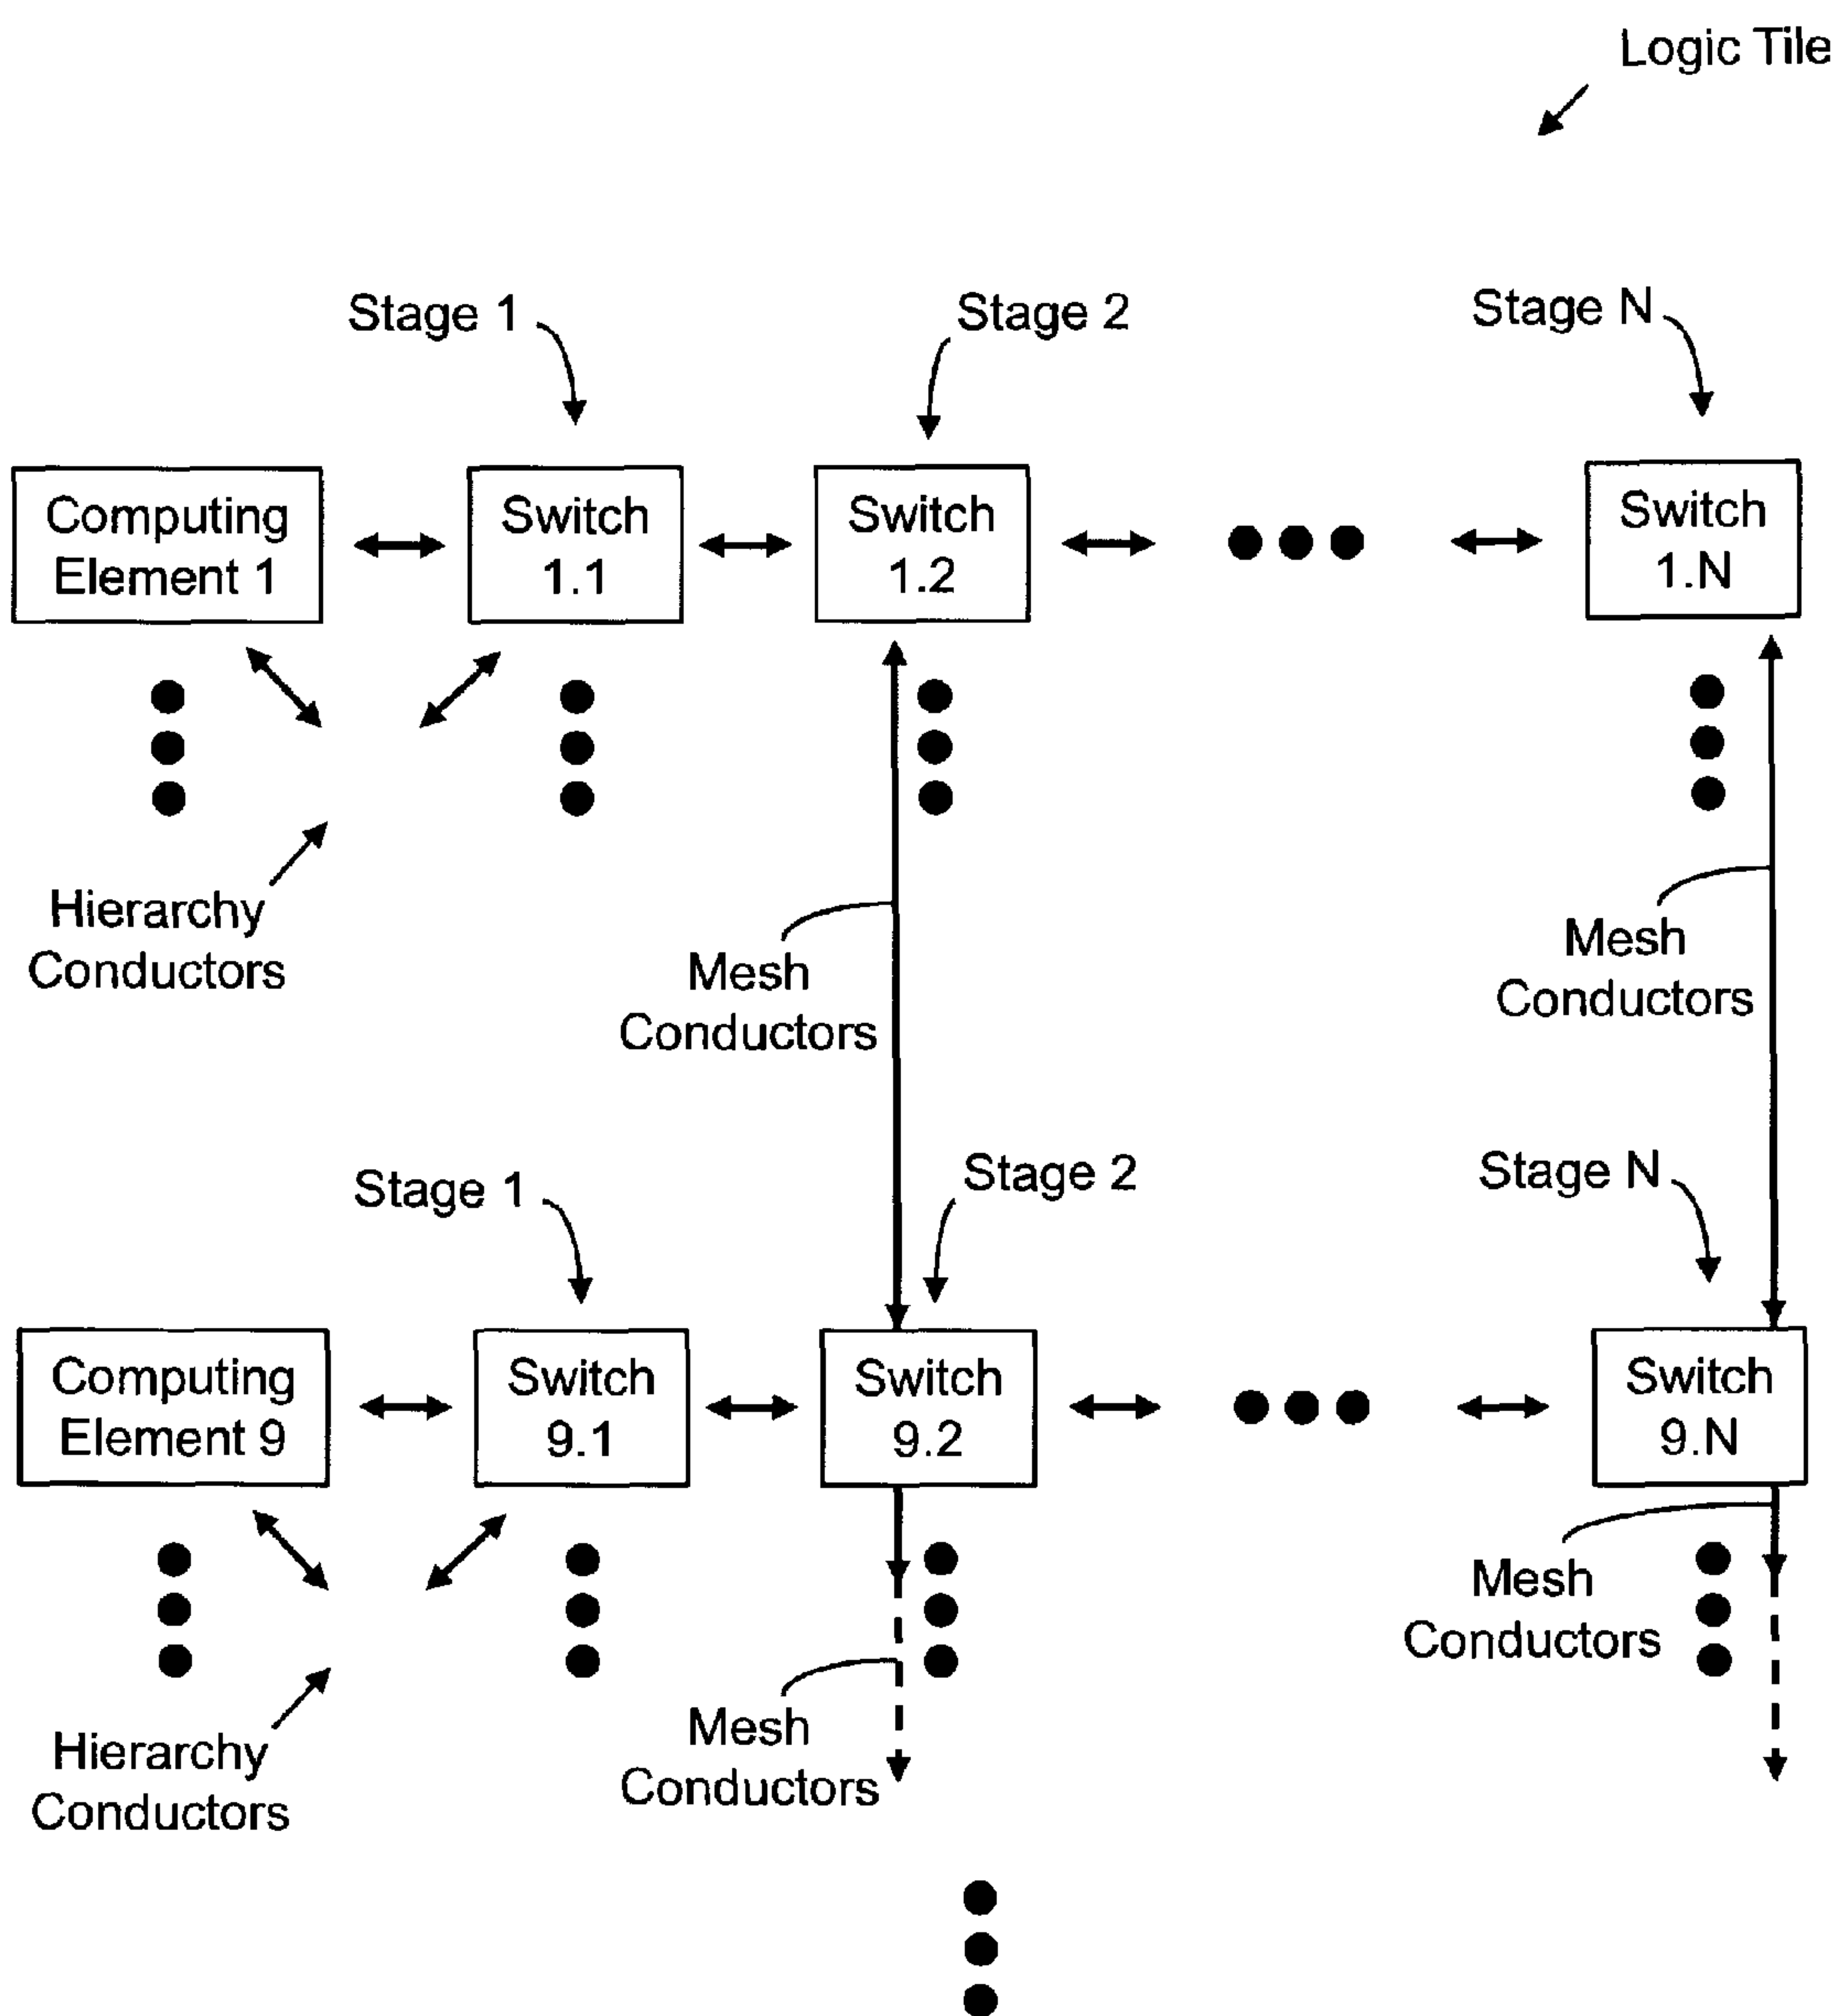 Logic Tile
Stage 1
Stage 2
Stage N
Computing
Element 1
Switch
1.1
Switch
1.2
Switch
1.N
Hierarchy
Conductors
Mesh
Conductors
Mesh
Conductors
Stage 1
Stage 2
Stage N
Computing
Element 9
Switch
9.1
Switch
9.2
Switch
9.N
Hierarchy
Conductors
Mesh
Conductors
Mesh
Conductors